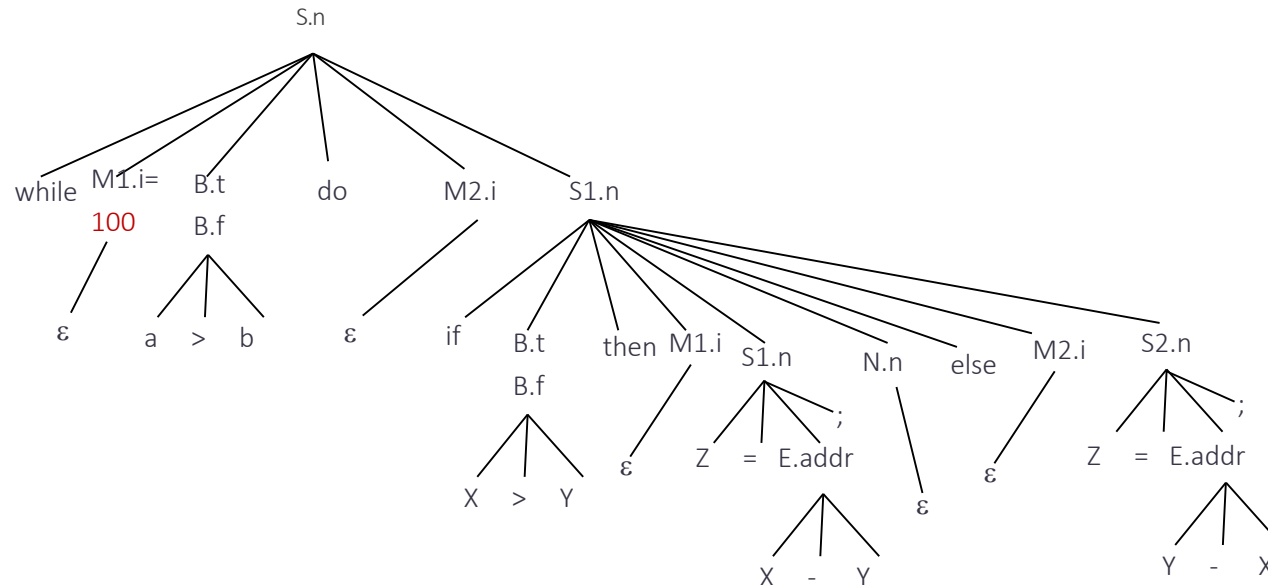 S.n
while M1.i= B.t do M2.i S1.n
100 B.f
ε a > b ε if B.t then M1.i S1.n N.n else M2.i S2.n
B.f
; ;
ε Z = E.addr ε Z = E.addr
X > Y ε
X - Y Y - X